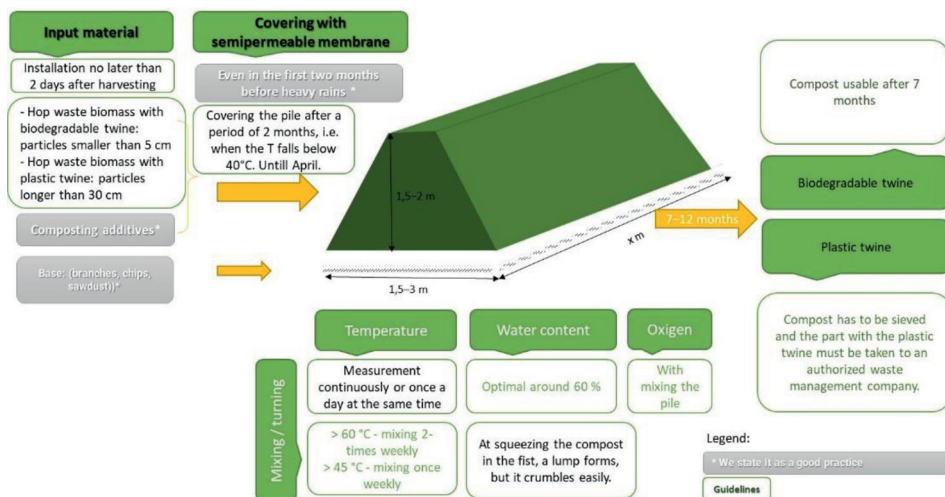 Input material
Installation no later than
2 days after harvesting
- Hop waste biomass with
biodegradable twine:
particles smaller than 5 cm
- Hop waste biomass with
plastic twine: particles
longer than 30 cm
Composting additives*
Base: (branches, chips,
sawdust))*
Covering with
semipermeable membrane
Even in the first two months
before heavy rains *
Covering the pile after a
period of 2 months, i.e.
when the T falls below
40°C. Untill April.
1,5–2 m
1,5–3 m
x m
7–12 months
Compost usable after 7
months
Biodegradable twine
Plastic twine
Compost has to be sieved
and the part with the plastic
twine must be taken to an
authorized waste
management company.
Mixing / turning
Temperature
Measurement
continuously or once a
day at the same time
> 60 °C - mixing 2-
times weekly
> 45 °C - mixing once
weekly
Water content
Optimal around 60 %
At squeezing the compost
in the fist, a lump forms,
but it crumbles easily.
Oxigen
With
mixing the
pile
Legend:
* We state it as a good practice
Guidelines